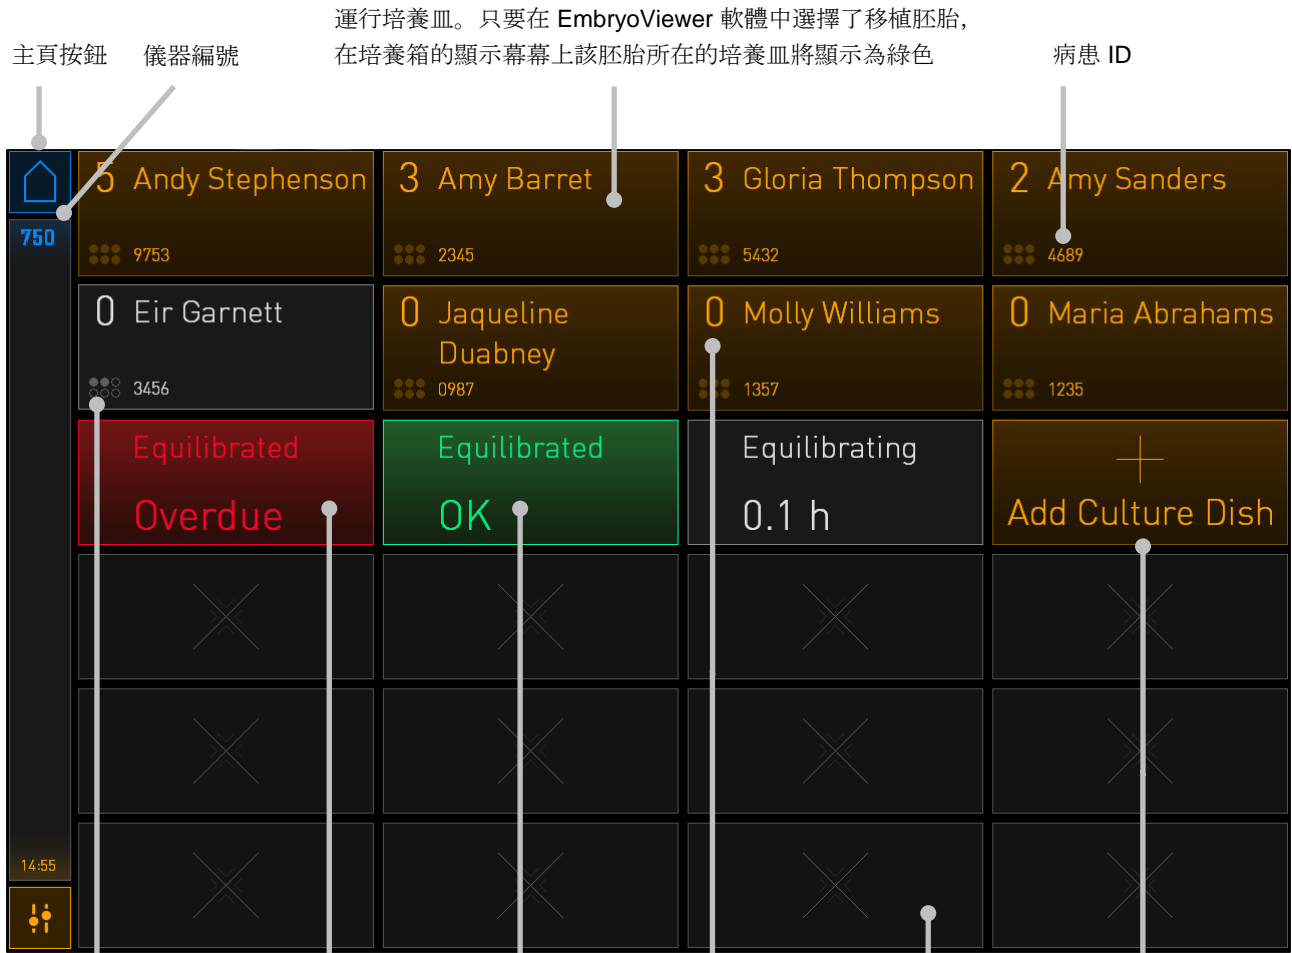 運行培養皿。只要在 EmbryoViewer 軟體中選擇了移植胚胎,
主頁按鈕 儀器編號 在培養箱的顯示幕幕上該胚胎所在的培養皿將顯示為綠色 病患 ID
5 Andy Stephenson 3 Amy Barret 3 Gloria Thompson 2 Amy Sanders
750
9753 2345 5432 4689
0 Eir Garnett 0 Jaqueline 0 Molly Williams 0 Maria Abrahams
Duabney
3456 0987 1357 1235
Equilibrated Equilibrated Equilibrating
Overdue OK 0.1 h Add Culture Dish
14:55